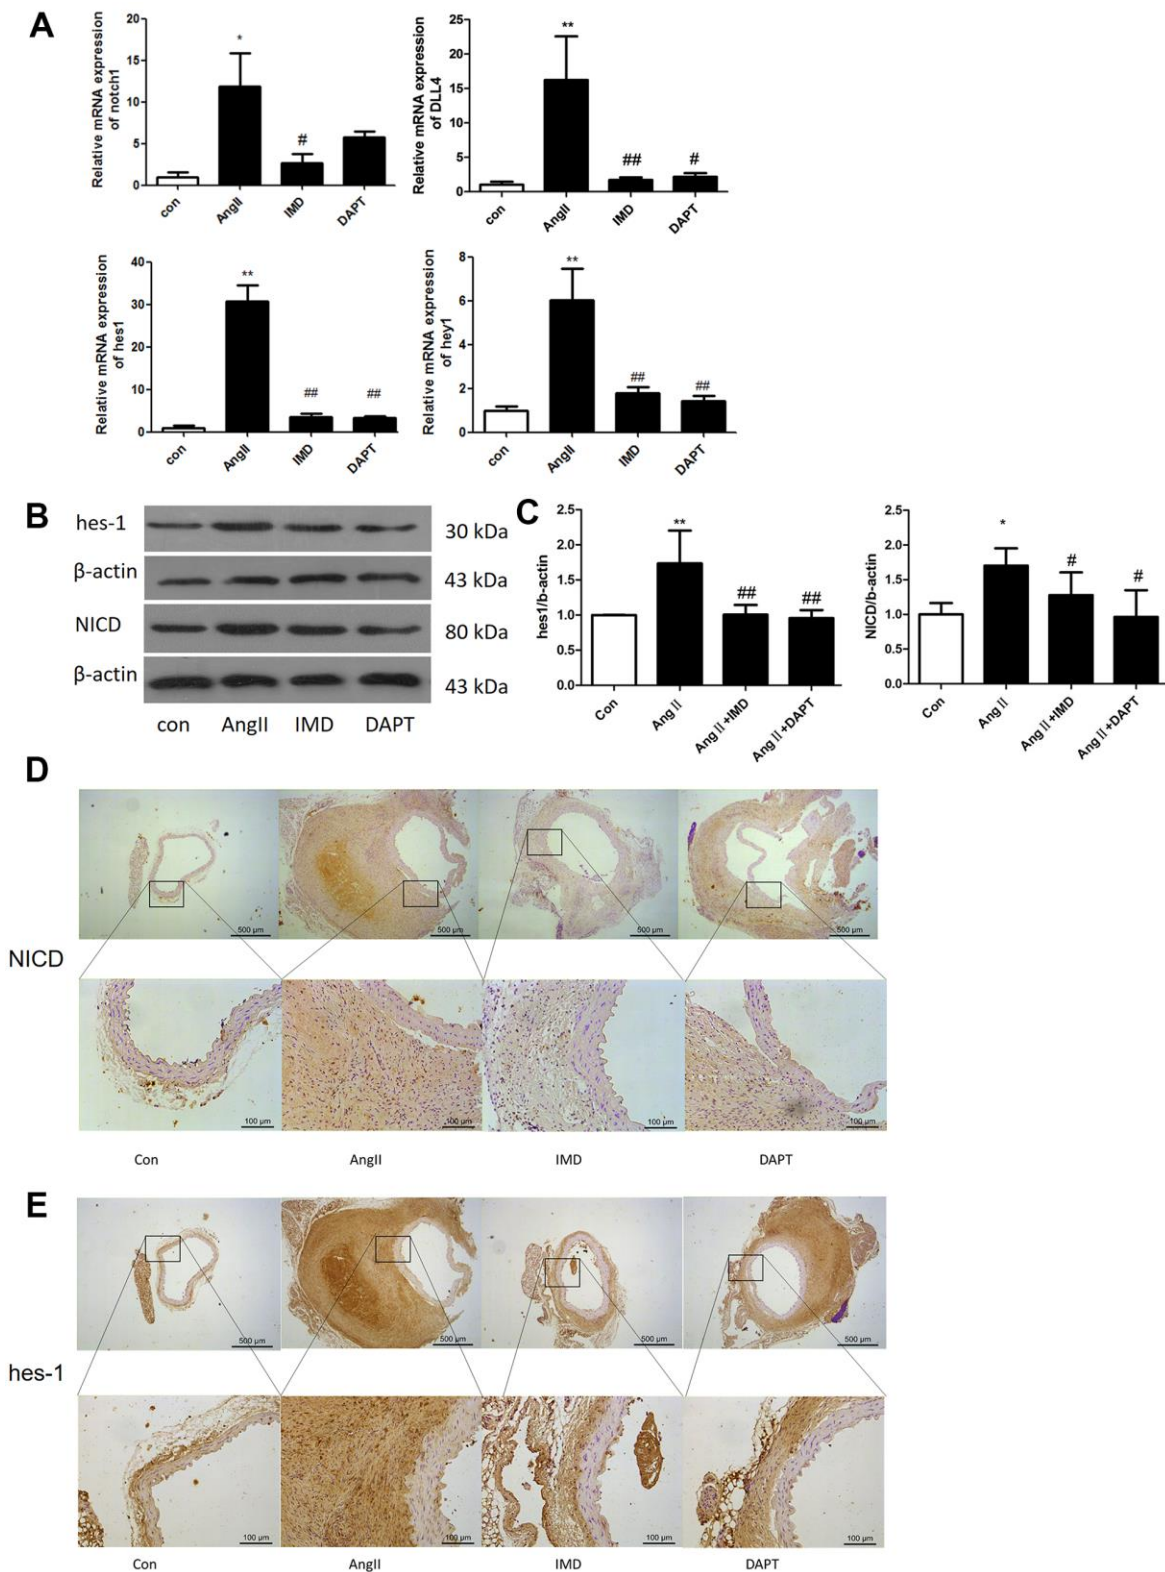 A
Relative mRNA expression
of notch1
20
15
10
5
0
*
#
con
AngII
IMD
DAPT
Relative mRNA expression
of DLL4
25
20
15
10
5
0
**
##
#
con
AngII
IMD
DAPT
Relative mRNA expression
of hes1
40
30
20
10
0
**
##
##
con
AngII
IMD
DAPT
Relative mRNA expression
of hey1
8
6
4
2
0
**
##
##
con
AngII
IMD
DAPT
B
hes-1
30 kDa
β-actin
43 kDa
NICD
80 kDa
β-actin
43 kDa
con AngII IMD DAPT
C
hes1/b-actin
2.5
2.0
1.5
1.0
0.5
0.0
**
##
##
Con
Ang II
Ang II+IMD
Ang II+DAPT
NICD/b-actin
2.5
2.0
1.5
1.0
0.5
0.0
*
#
#
Con
Ang II
Ang II+IMD
Ang II+DAPT
D
500 µm 500 µm 500 µm 500 µm
NICD
100 µm 100 µm 100 µm 100 µm
Con AngII IMD DAPT
E
500 µm 500 µm 500 µm 500 µm
hes-1
100 µm 100 µm 100 µm 100 µm
Con AngII IMD DAPT